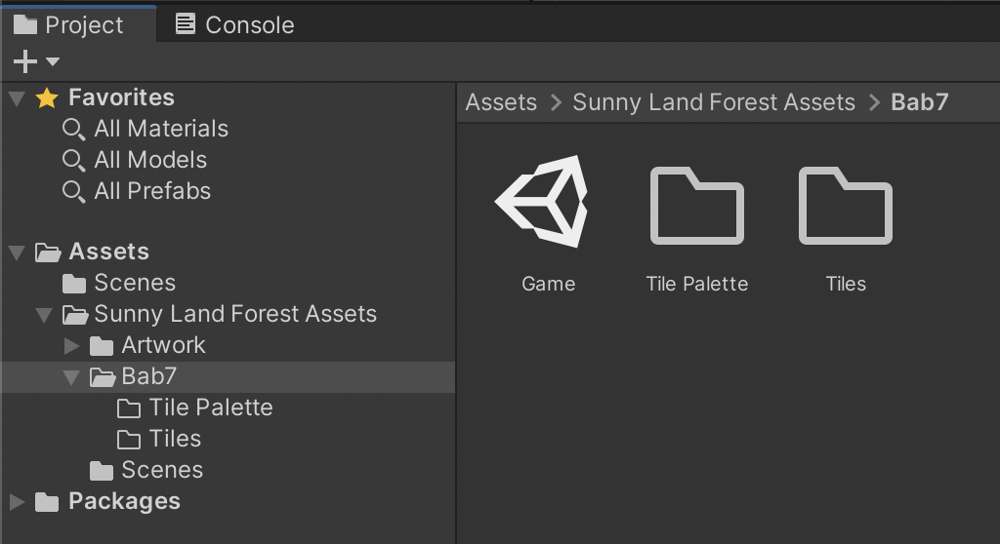 Project
Console
Favorites
All Materials
All Models
All Prefabs
Assets
Scenes
Sunny Land Forest Assets
Artwork
Bab7
Tile Palette
Tiles
Scenes
Packages
Assets > Sunny Land Forest Assets > Bab7
Game
Tile Palette
Tiles